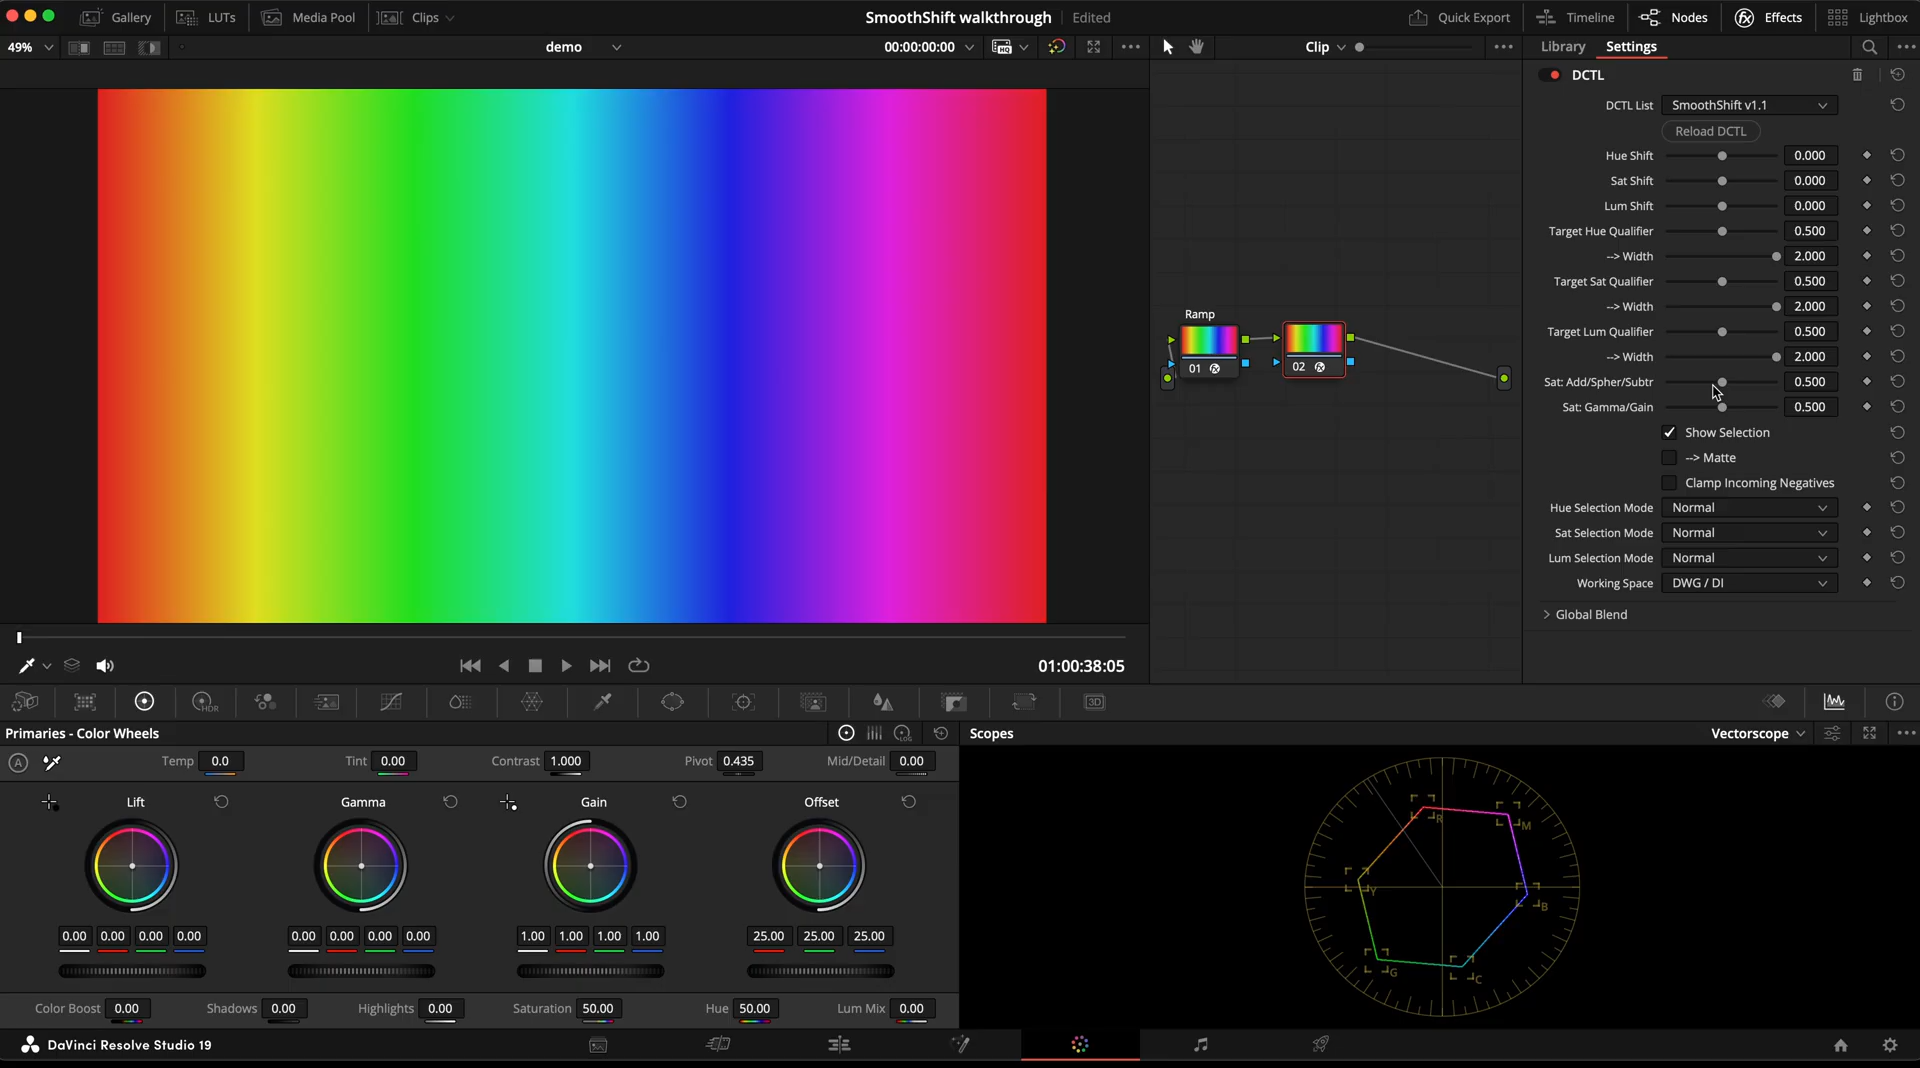 Gallery LUTs Media Pool Clips SmoothShift walkthrough Edited Quick Export Timeline Nodes Effects Lightbox
49% demo 00:00:00:00 HQ Clip Library Settings
DCTL
DCTL List SmoothShift v1.1
Reload DCTL
Hue Shift 0.000
Sat Shift 0.000
Lum Shift 0.000
Target Hue Qualifier 0.500
--> Width 2.000
Target Sat Qualifier 0.500
--> Width 2.000
Target Lum Qualifier 0.500
--> Width 2.000
Sat: Add/Spher/Subtr 0.500
Sat: Gamma/Gain 0.500
Show Selection
--> Matte
Clamp Incoming Negatives
Hue Selection Mode Normal
Sat Selection Mode Normal
Lum Selection Mode Normal
Working Space DWG / DI
Global Blend
Ramp
01 fx 02 fx
01:00:38:05
HDR 3D
Primaries - Color Wheels LOG
A Temp 0.0 Tint 0.00 Contrast 1.000 Pivot 0.435 Mid/Detail 0.00
Lift Gamma Gain Offset
0.00 0.00 0.00 0.00 0.00 0.00 0.00 0.00 1.00 1.00 1.00 1.00 25.00 25.00 25.00
Color Boost 0.00 Shadows 0.00 Highlights 0.00 Saturation 50.00 Hue 50.00 Lum Mix 0.00
Scopes Vectorscope
R
M
Y
B
G
C
DaVinci Resolve Studio 19